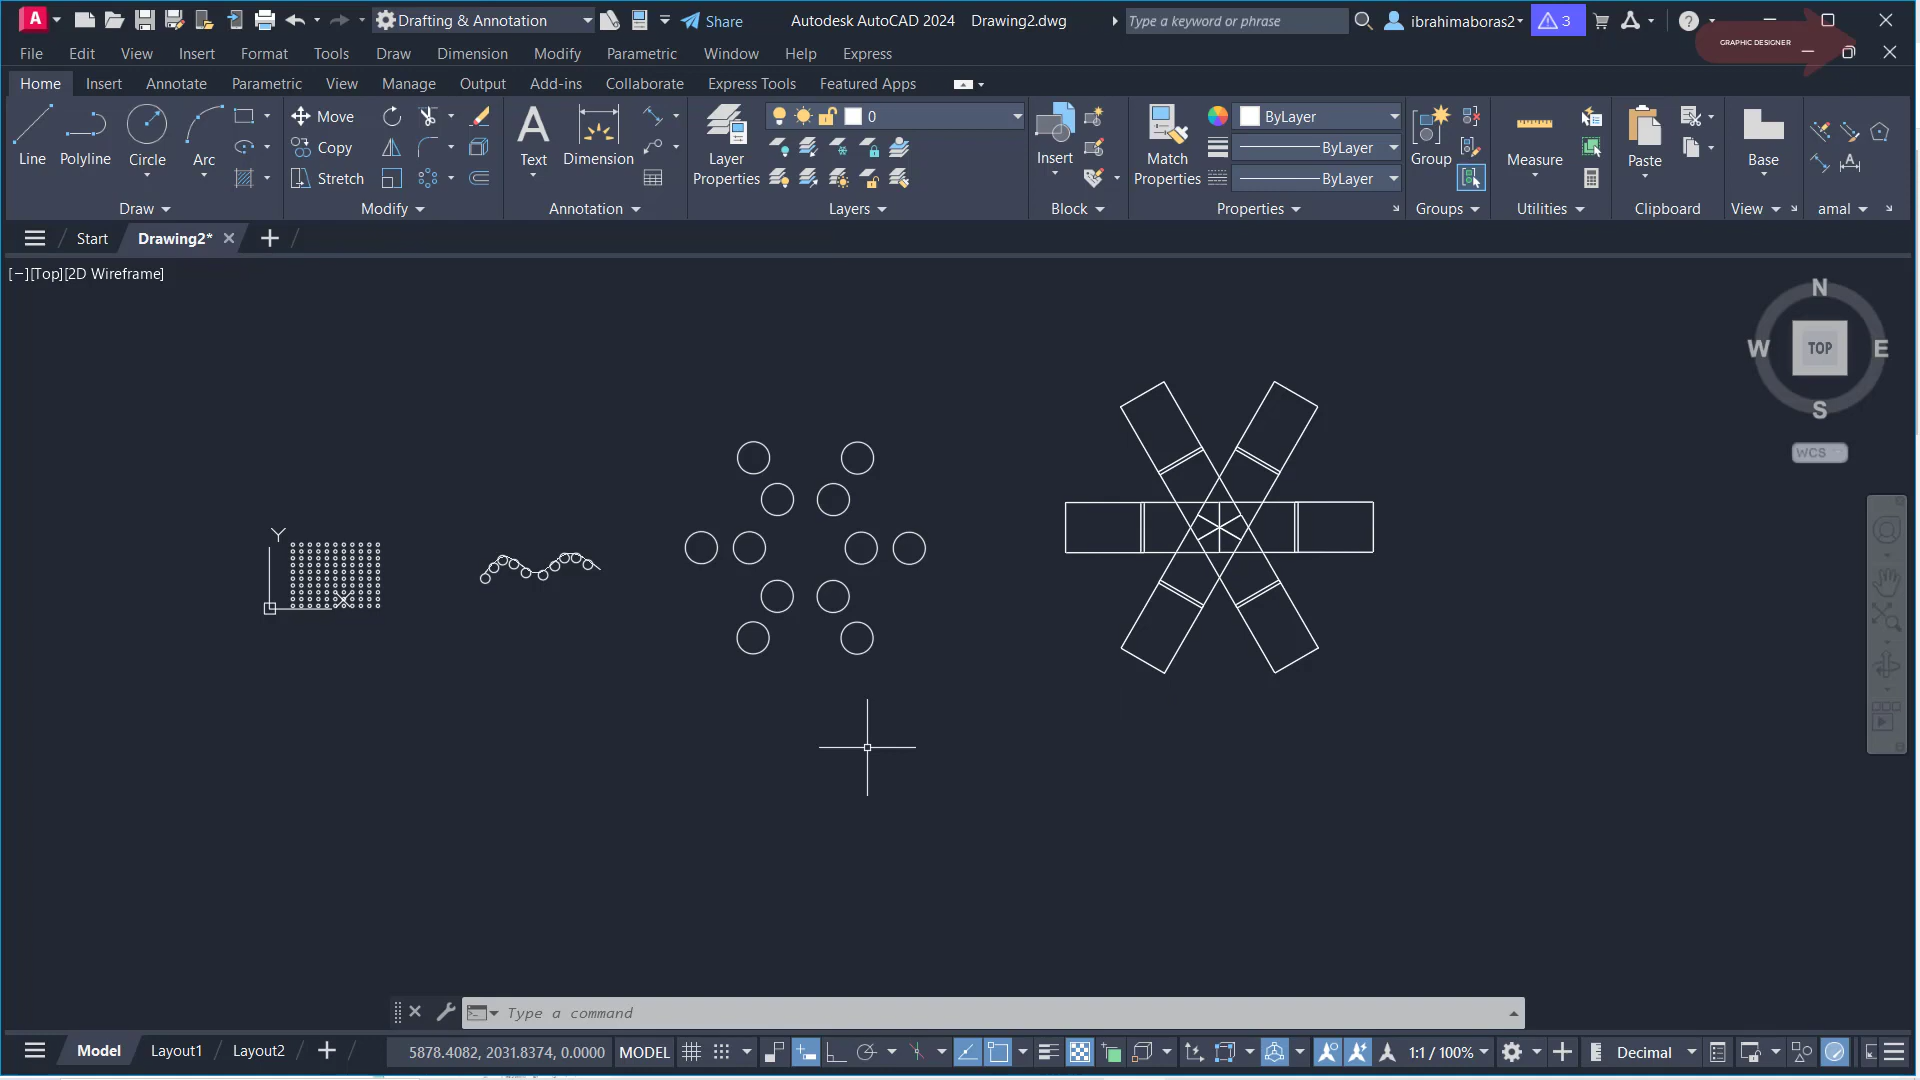 Drafting & Annotation
Share
Autodesk AutoCAD 2024 Drawing2.dwg
Type a keyword or phrase
ibrahimaboras2
3
GRAPHIC DESIGNER
File Edit View Insert Format Tools Draw Dimension Modify Parametric Window Help Express
Home Insert Annotate Parametric View Manage Output Add-ins Collaborate Express Tools Featured Apps
Line Polyline Circle Arc
Move
Copy
Stretch
Text Dimension
Layer Properties
0
Insert
Match Properties
ByLayer
ByLayer
ByLayer
Group
Measure
Paste
Base
Draw Modify Annotation Layers Block Properties Groups Utilities Clipboard View amal
Start Drawing2*
[−][Top][2D Wireframe]
N
W TOP E
S
WCS
Y
X
Type a command
Model Layout1 Layout2
5878.4082, 2031.8374, 0.0000 MODEL
1:1 / 100%
Decimal